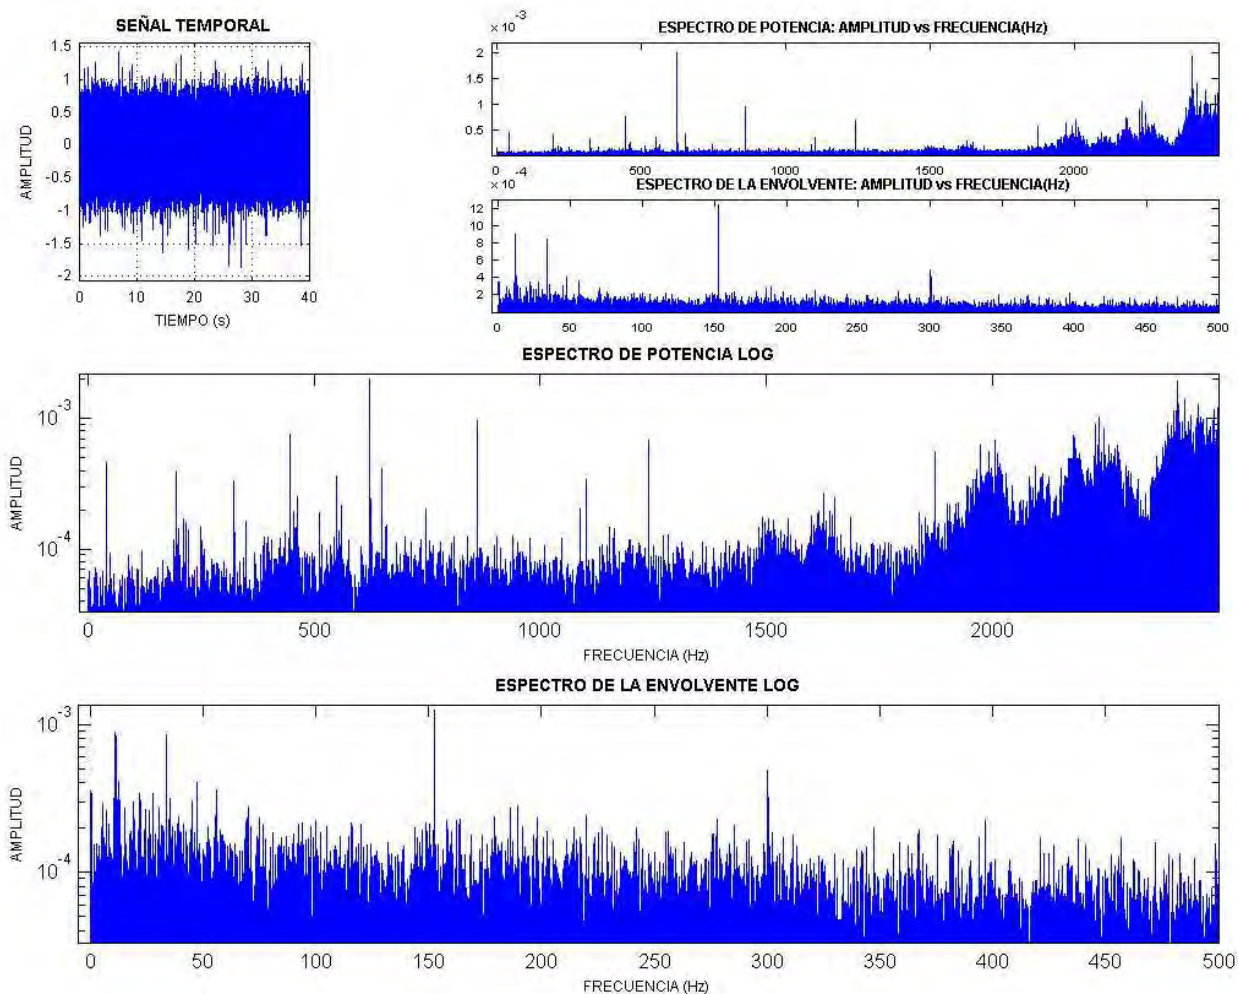 SEÑAL TEMPORAL
1.5
1
0.5
0
-0.5
-1
-1.5
-2
AMPLITUD
0 10 20 30 40
TIEMPO (s)
x 10 -3
ESPECTRO DE POTENCIA: AMPLITUD vs FRECUENCIA(Hz)
2
1.5
1
0.5
0 500 1000 1500 2000
x 10 -4
ESPECTRO DE LA ENVOLVENTE: AMPLITUD vs FRECUENCIA(Hz)
12
10
8
6
4
2
0 50 100 150 200 250 300 350 400 450 500
ESPECTRO DE POTENCIA LOG
10 -3
10 -4
AMPLITUD
0 500 1000 1500 2000
FRECUENCIA (Hz)
ESPECTRO DE LA ENVOLVENTE LOG
10 -3
10 -4
AMPLITUD
0 50 100 150 200 250 300 350 400 450 500
FRECUENCIA (Hz)